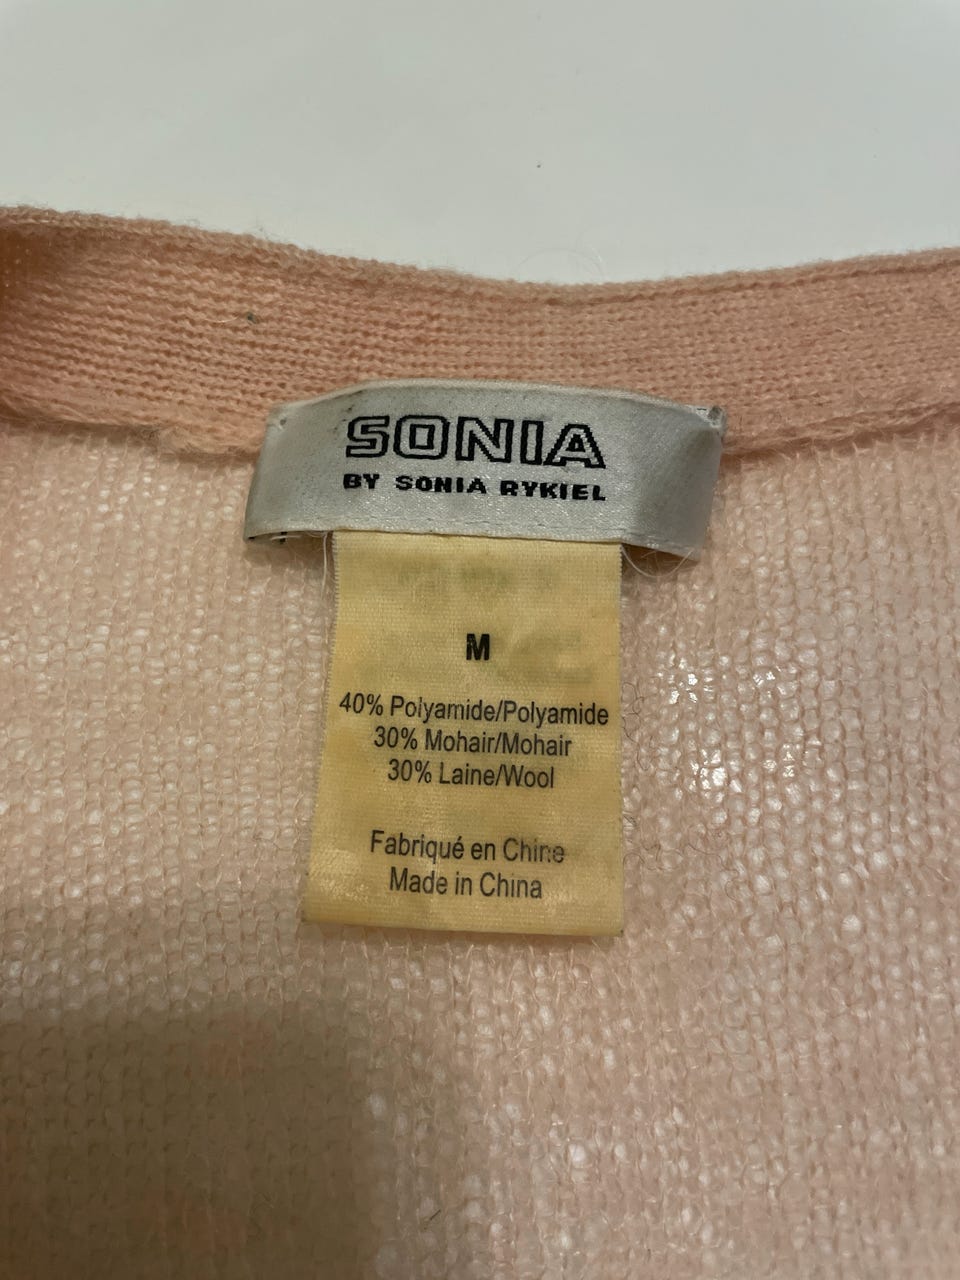 SONIA
BY SONIA RYKIEL
M
40% Polyamide/Polyamide
30% Mohair/Mohair
30% Laine/Wool
Fabriqué en Chine
Made in China